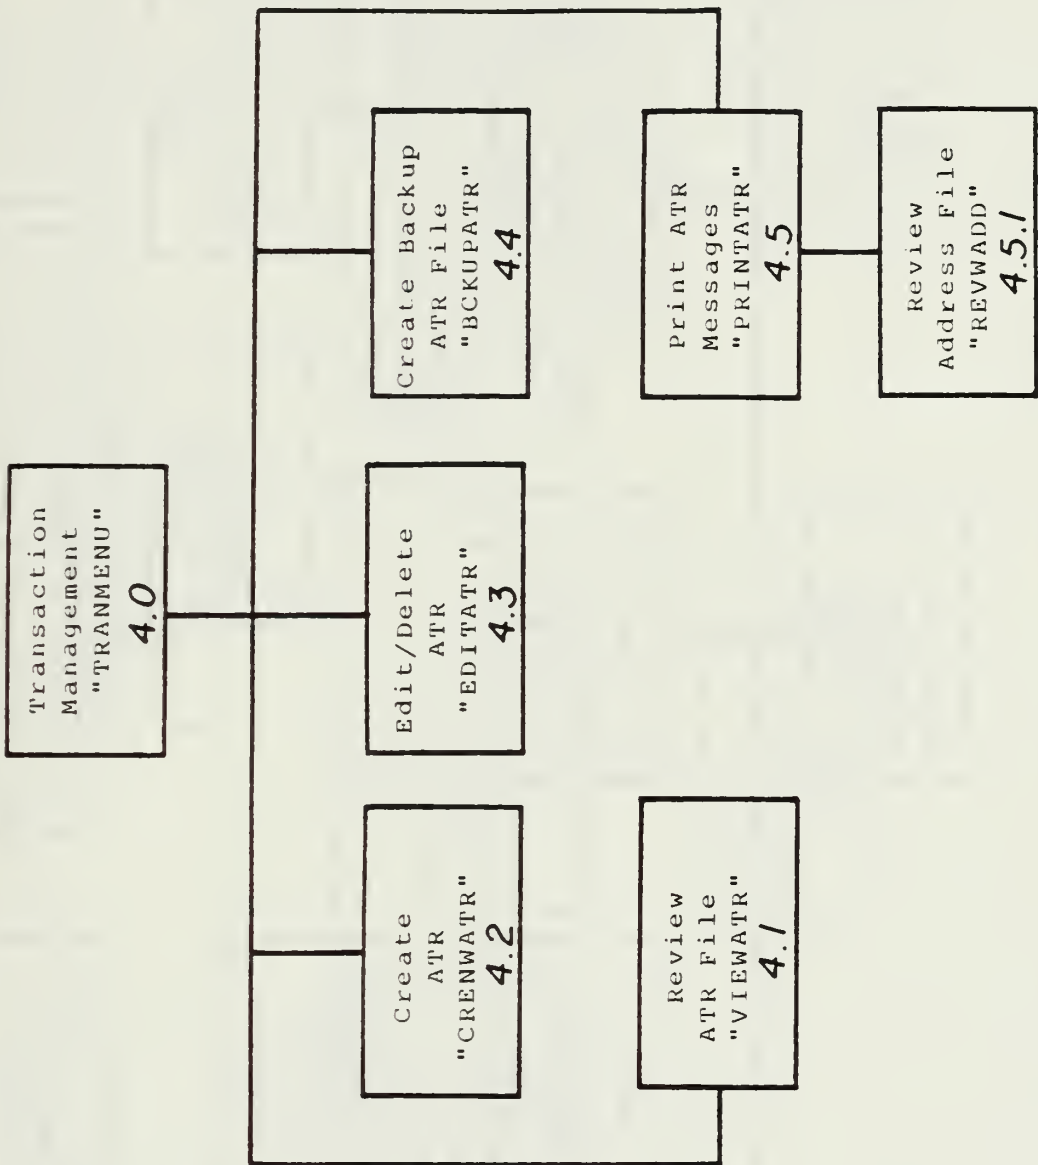 Transaction
Management
"TRANMENU"
4.0
Review
ATR File
"VIEWATR"
4.1
Create
ATR
"CRENWATR"
4.2
Edit/Delete
ATR
"EDITATR"
4.3
Create Backup
ATR File
"BCKUPATR"
4.4
Print ATR
Messages
"PRINTATR"
4.5
Review
Address File
"REVWADD"
4.5.1